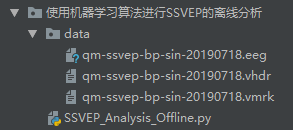 使用机器学习算法进行SSVEP的离线分析
data
qm-ssvep-bp-sin-20190718.eeg
qm-ssvep-bp-sin-20190718.vhdr
qm-ssvep-bp-sin-20190718.vmrk
SSVEP_Analysis_Offline.py